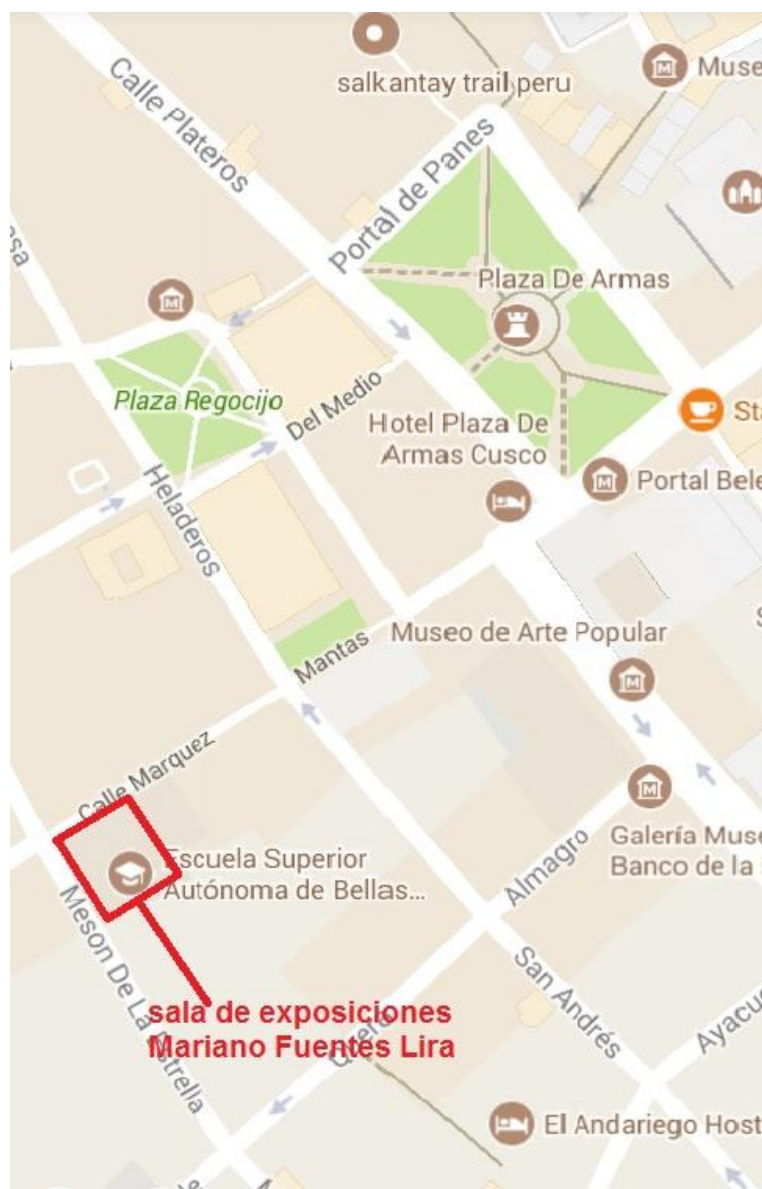 salkantay trail peru
Muse
Calle Plateros
Portal de Panes
esa
Plaza De Armas
Plaza Regocijo
Del Medio
Sta
Hotel Plaza De
Armas Cusco
Portal Bele
Heladeros
Mantas
Museo de Arte Popular
S
Calle Marquez
Galería Muse
Banco de la
Escuela Superior
Autónoma de Bellas...
Almagro
Meson De La Estrella
San Andrés
sala de exposiciones
Mariano Fuentes Lira
Ayacu
El Andariego Host